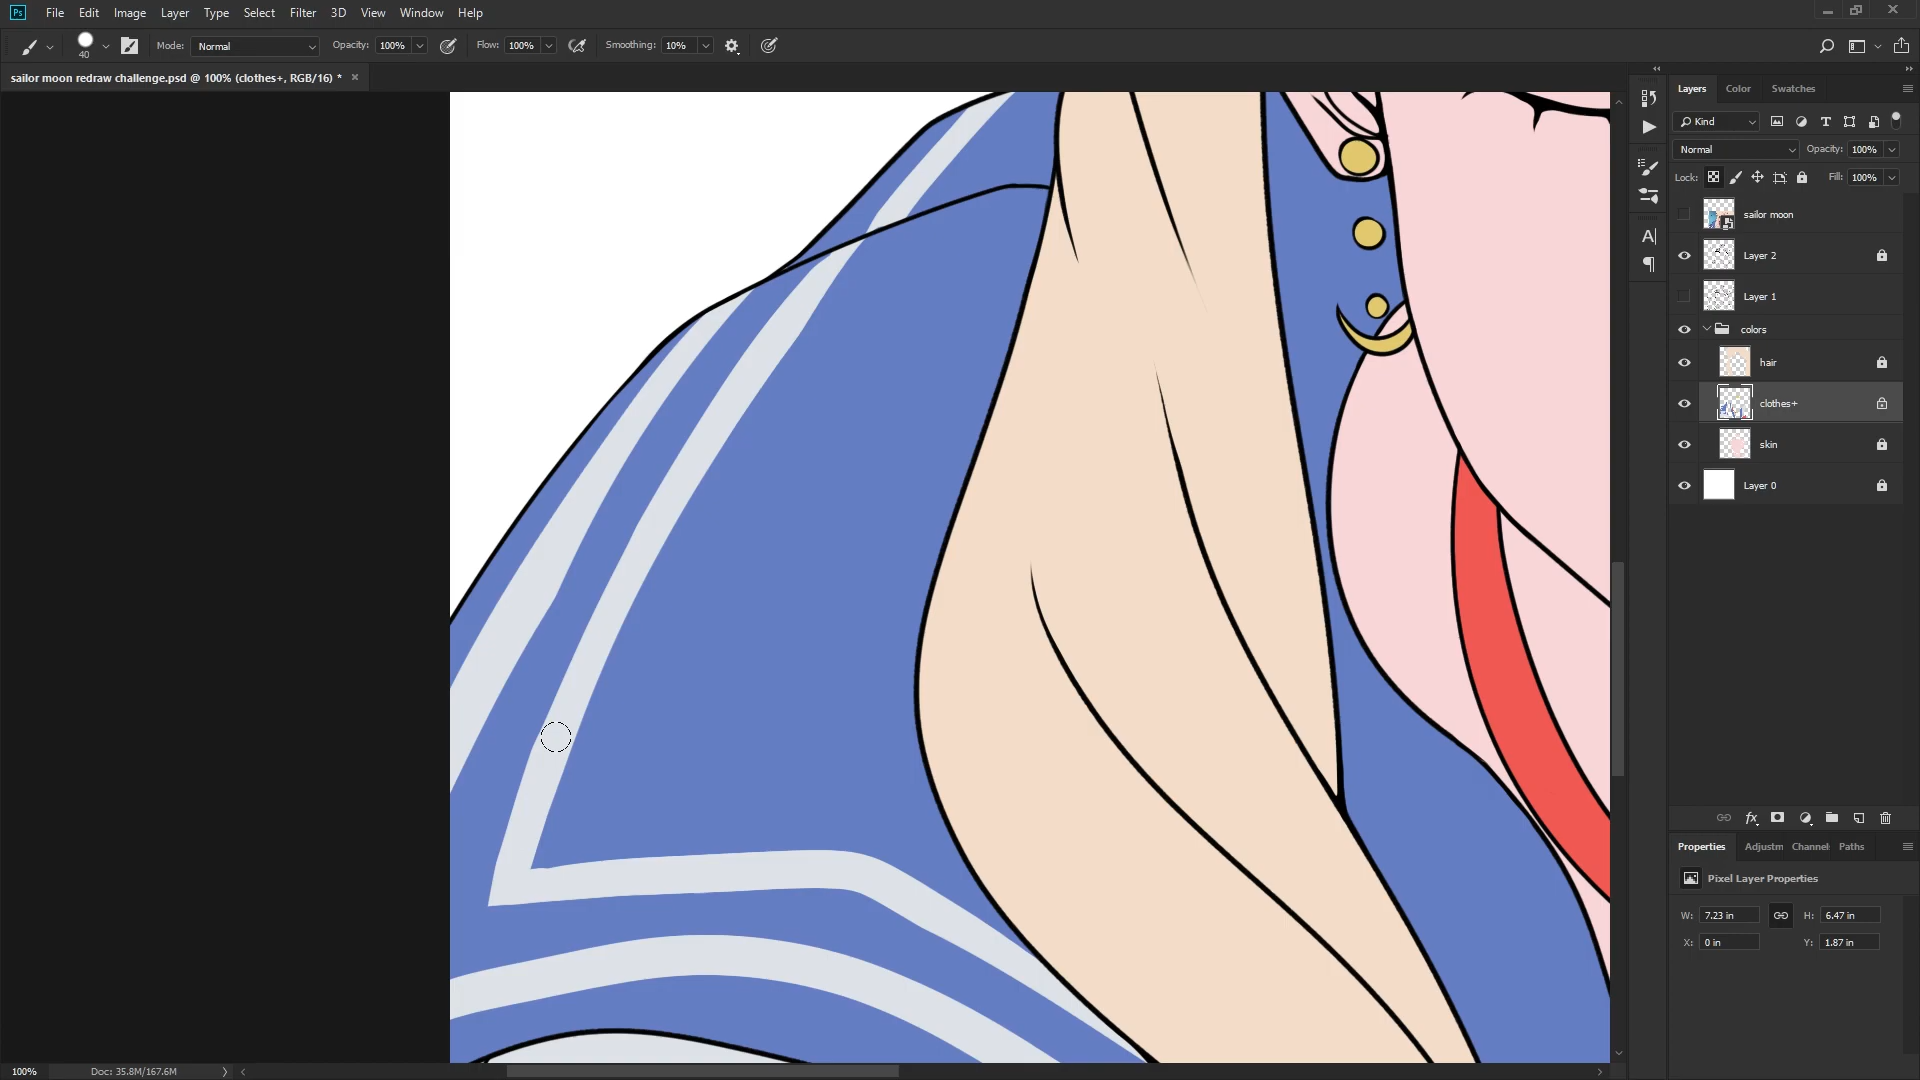 Ps File Edit Image Layer Type Select Filter 3D View Window Help
40 Mode: Normal Opacity: 100% Flow: 100% Smoothing: 10%
sailor moon redraw challenge.psd @ 100% (clothes+, RGB/16) * ×
Layers Color Swatches
Kind
Normal Opacity: 100%
Lock: Fill: 100%
sailor moon
Layer 2
Layer 1
colors
hair
clothes+
skin
Layer 0
fx
Properties Adjustm Channel Paths
Pixel Layer Properties
W: 7.23 in H: 6.47 in
X: 0 in Y: 1.87 in
100% Doc: 35.8M/167.6M